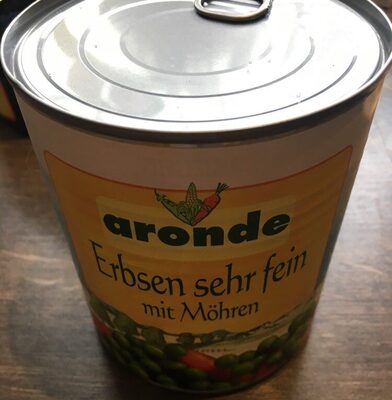 aronde
Erbsen sehr fein
mit Möhren